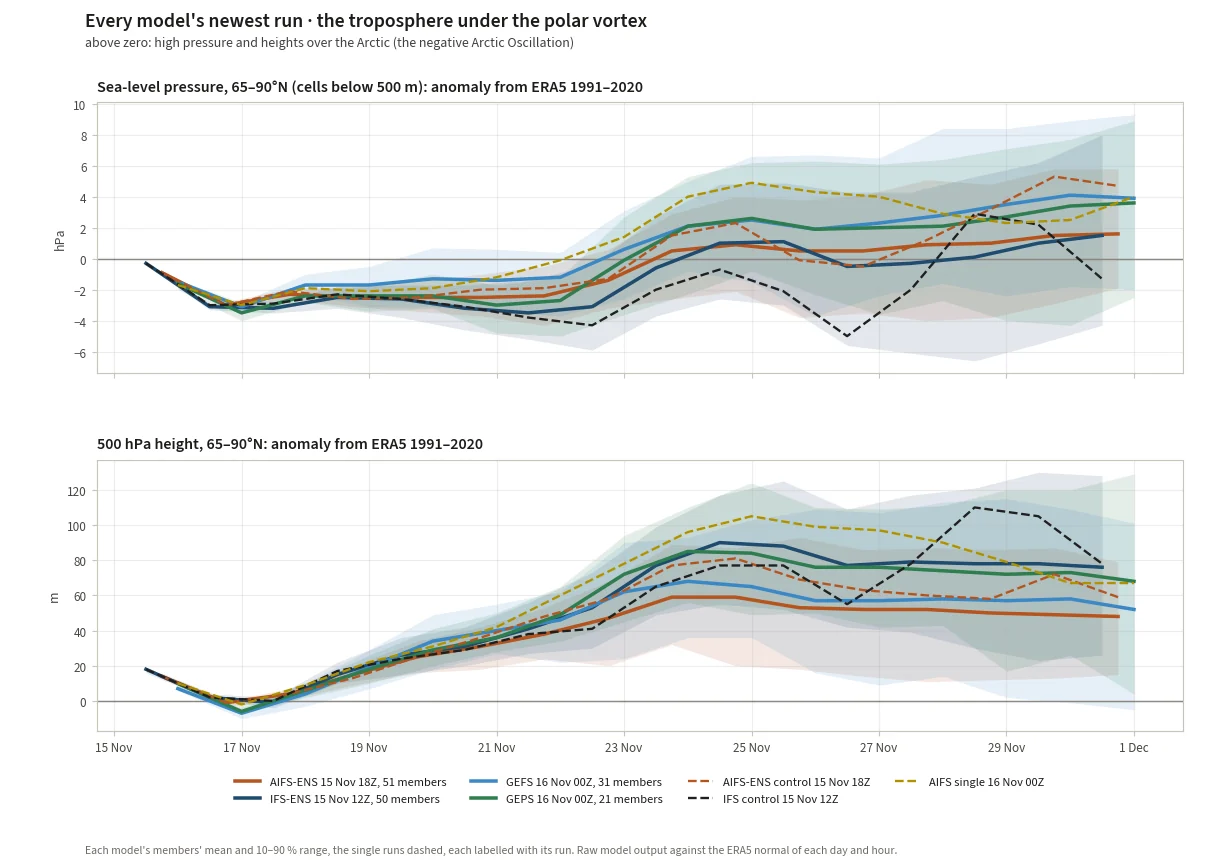 Every model's newest run · the troposphere under the polar vortex
above zero: high pressure and heights over the Arctic (the negative Arctic Oscillation)
Sea-level pressure, 65–90°N (cells below 500 m): anomaly from ERA5 1991–2020
10
8
6
4
2
0
−2
−4
−6
hPa
500 hPa height, 65–90°N: anomaly from ERA5 1991–2020
120
100
80
60
40
20
0
m
15 Nov 17 Nov 19 Nov 21 Nov 23 Nov 25 Nov 27 Nov 29 Nov 1 Dec
AIFS-ENS 15 Nov 18Z, 51 members GEFS 16 Nov 00Z, 31 members AIFS-ENS control 15 Nov 18Z AIFS single 16 Nov 00Z
IFS-ENS 15 Nov 12Z, 50 members GEPS 16 Nov 00Z, 21 members IFS control 15 Nov 12Z
Each model's members' mean and 10–90 % range, the single runs dashed, each labelled with its run. Raw model output against the ERA5 normal of each day and hour.